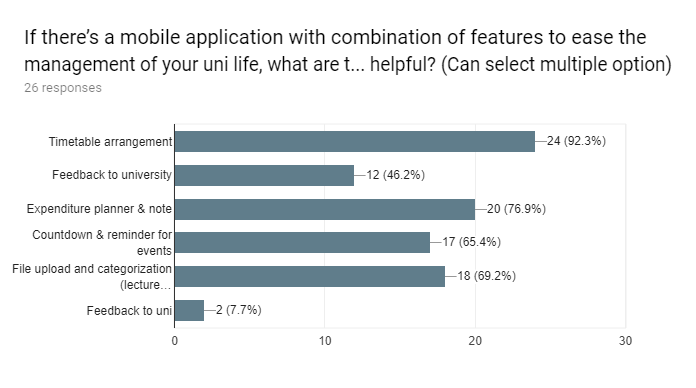 If there's a mobile application with combination of features to ease the
management of your uni life, what are t... helpful? (Can select multiple option)
26 responses
Timetable arrangement
24 (92.3%)
Feedback to university
12 (46.2%)
Expenditure planner & note
20 (76.9%)
Countdown & reminder for
events
17 (65.4%)
File upload and categorization
(lecture...
18 (69.2%)
Feedback to uni
2 (7.7%)
0
10
20
30